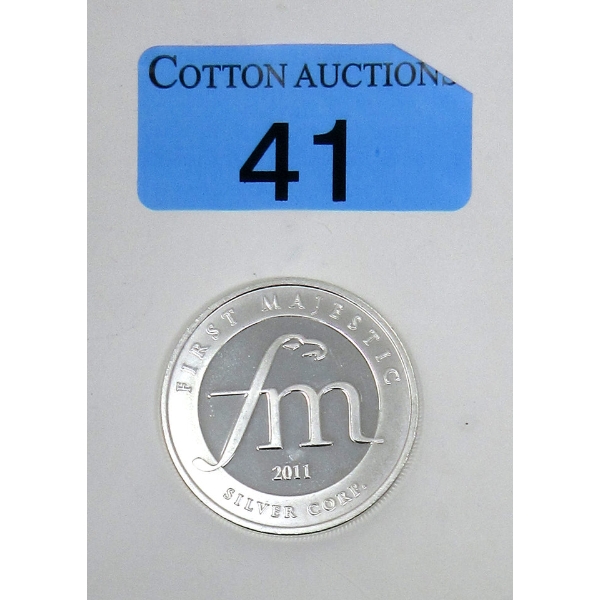 COTTON AUCTIONS
41
FIRST MAJESTIC
fm
2011
SILVER CORP.